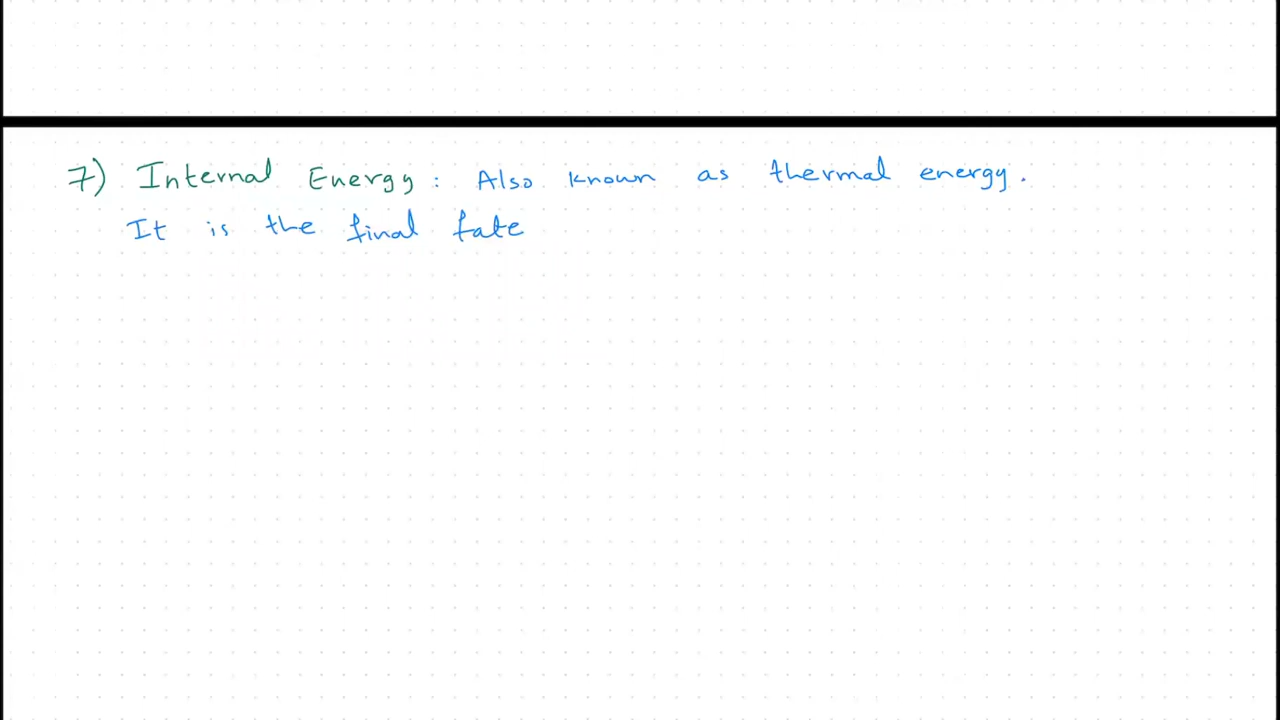 7) Internal Energy: Also known as thermal energy.
It is the final fate